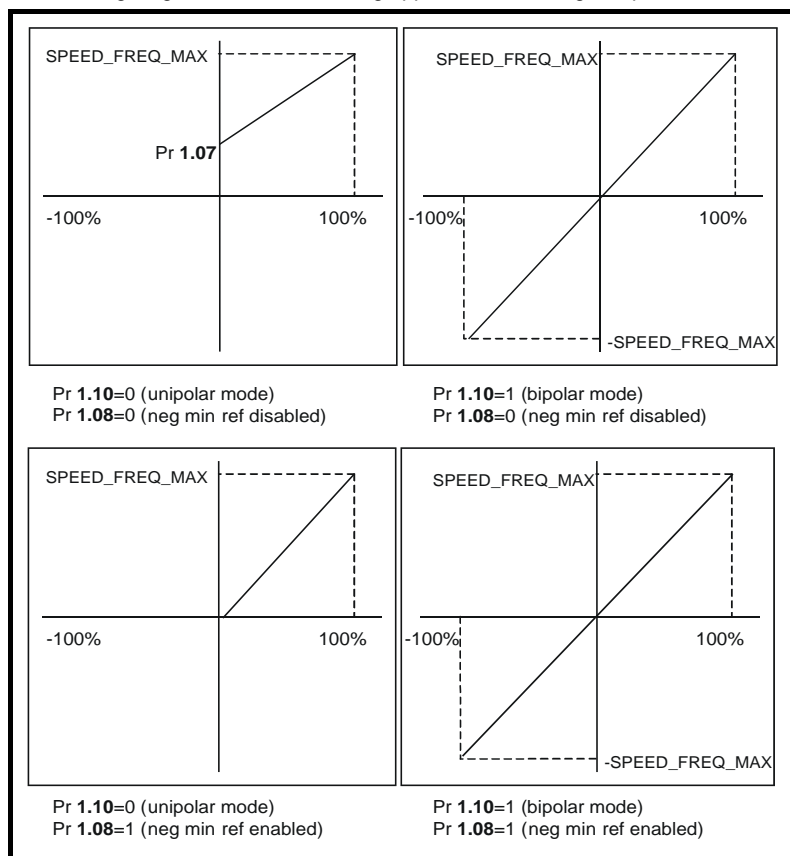 SPEED_FREQ_MAX
Pr 1.07
-100%
100%
SPEED_FREQ_MAX
-100%
100%
-SPEED_FREQ_MAX
Pr 1.10=0 (unipolar mode)
Pr 1.08=0 (neg min ref disabled)
Pr 1.10=1 (bipolar mode)
Pr 1.08=0 (neg min ref disabled)
SPEED_FREQ_MAX
-100%
100%
SPEED_FREQ_MAX
-100%
100%
-SPEED_FREQ_MAX
Pr 1.10=0 (unipolar mode)
Pr 1.08=1 (neg min ref enabled)
Pr 1.10=1 (bipolar mode)
Pr 1.08=1 (neg min ref enabled)